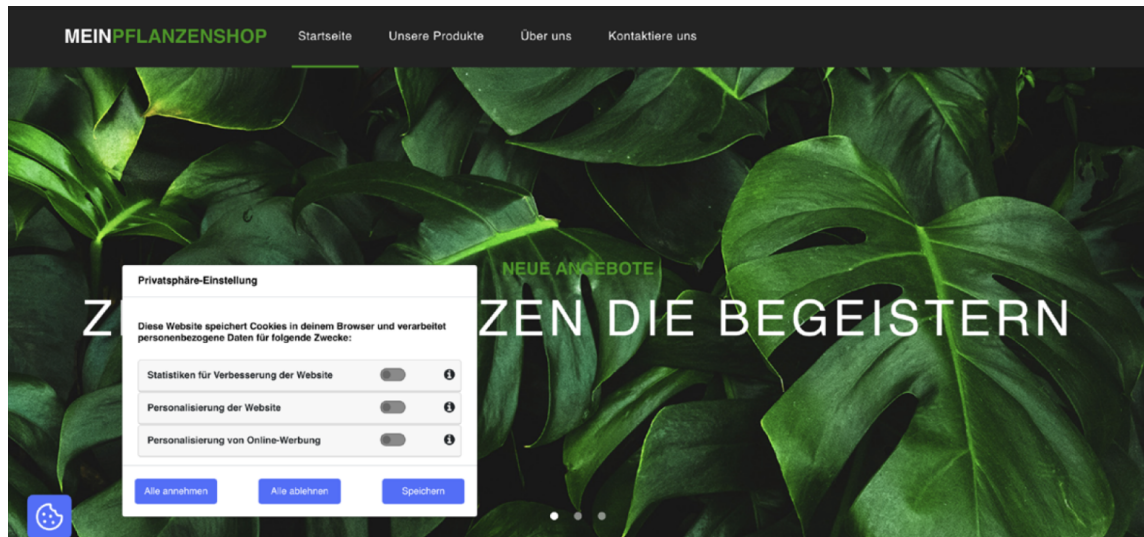 MEINPFLANZENSHOP Startseite Unsere Produkte Über uns Kontaktiere uns
NEUE ANGEBOTE
ZEN DIE BEGEISTERN
Privatsphäre-Einstellung
Diese Website speichert Cookies in deinem Browser und verarbeitet
personenbezogene Daten für folgende Zwecke:
Statistiken für Verbesserung der Website
Personalisierung der Website
Personalisierung von Online-Werbung
Alle annehmen Alle ablehnen Speichern